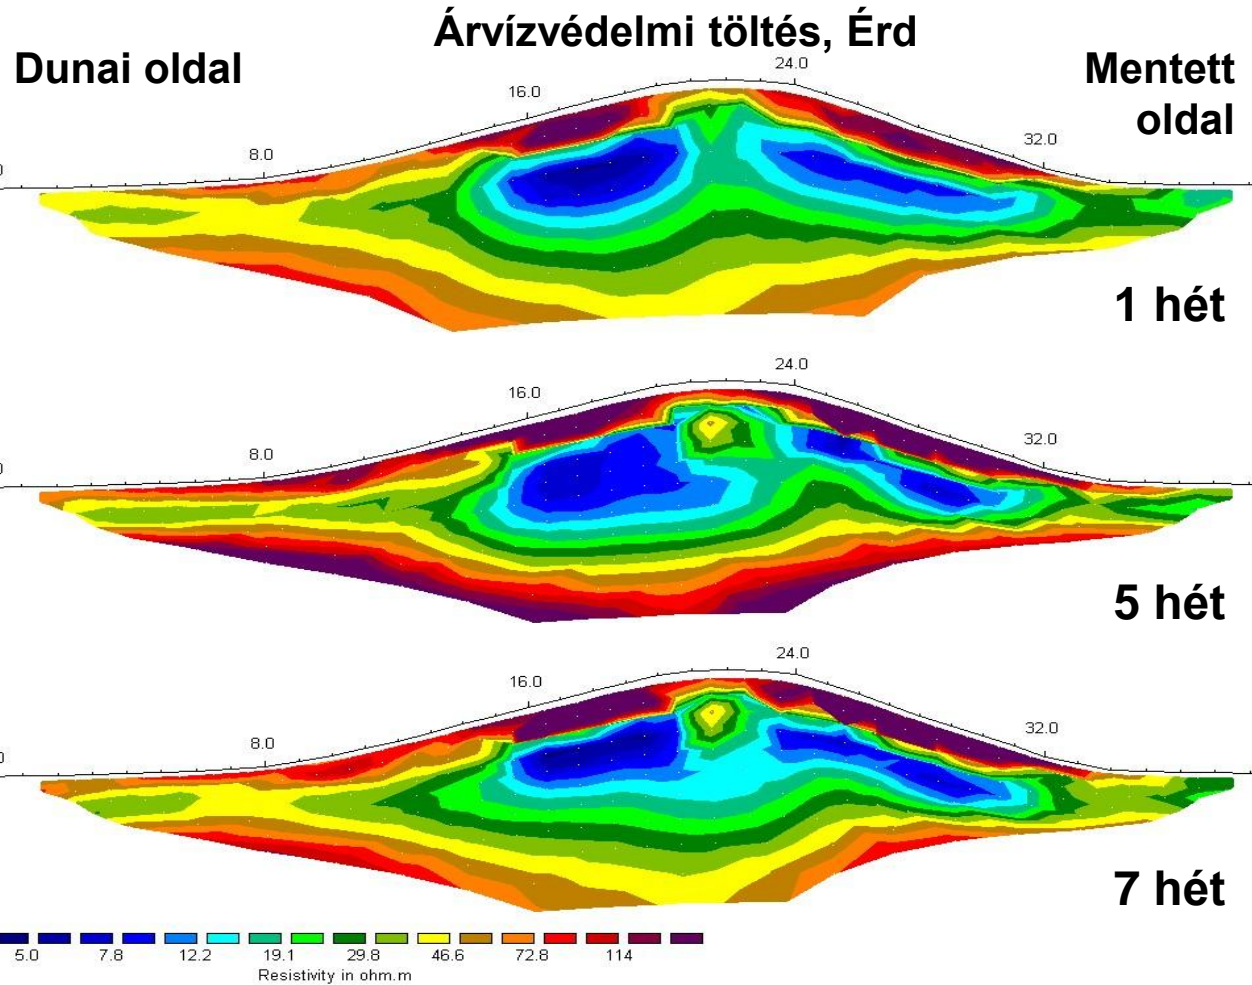 Árvízvédelmi töltés, Érd
Dunai oldal
Mentett
oldal
8.0
16.0
24.0
32.0
1 hét
8.0
16.0
24.0
32.0
5 hét
8.0
16.0
24.0
32.0
7 hét
5.0 7.8 12.2 19.1 29.8 46.6 72.8 114
Resistivity in ohm.m